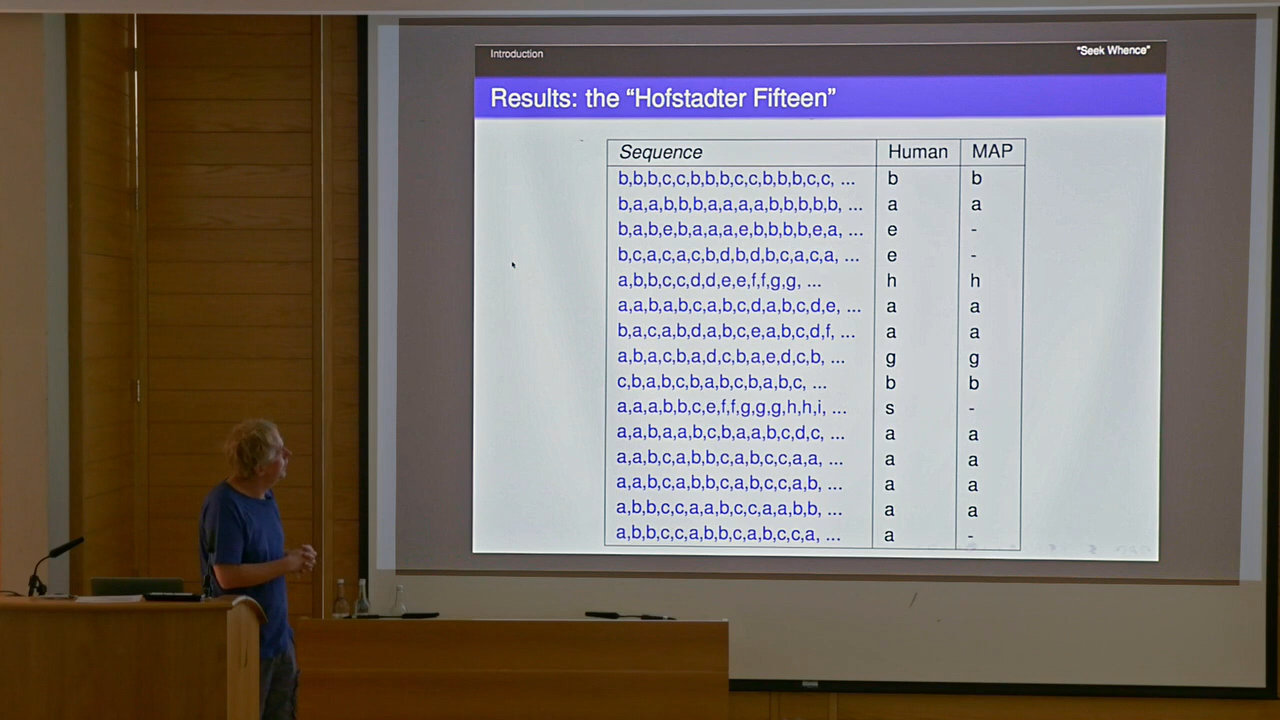 Introduction "Seek Whence"
Results: the “Hofstadter Fifteen”
Sequence Human MAP
b,b,b,c,c,b,b,b,c,c,b,b,b,c,c, ... b b
b,a,a,b,b,b,a,a,a,a,b,b,b,b,b, ... a a
b,a,b,e,b,a,a,a,e,b,b,b,b,e,a, ... e -
b,c,a,c,a,c,b,d,b,d,b,c,a,c,a, ... e -
a,b,b,c,c,d,d,e,e,f,f,g,g, ... h h
a,a,b,a,b,c,a,b,c,d,a,b,c,d,e, ... a a
b,a,c,a,b,d,a,b,c,e,a,b,c,d,f, ... a a
a,b,a,c,b,a,d,c,b,a,e,d,c,b, ... g g
c,b,a,b,c,b,a,b,c,b,a,b,c, ... b b
a,a,a,b,b,c,e,f,f,g,g,g,h,h,i, ... s -
a,a,b,a,a,b,c,b,a,a,b,c,d,c, ... a a
a,a,b,c,a,b,b,c,a,b,c,c,a,a, ... a a
a,a,b,c,a,b,b,c,a,b,c,c,a,b, ... a a
a,b,b,c,c,a,a,b,c,c,a,a,b,b, ... a a
a,b,b,c,c,a,b,b,c,a,b,c,c,a, ... a -